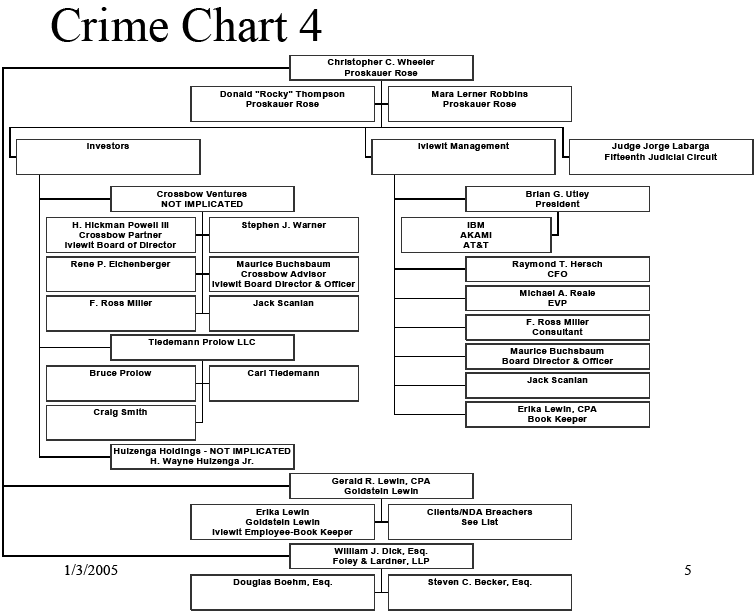 Crime Chart 4
Christopher C. Wheeler
Proskauer Rose
Donald "Rocky" Thompson
Proskauer Rose
Mara Lerner Robbins
Proskauer Rose
Investors
Iviewit Management
Judge Jorge Labarga
Fifteenth Judicial Circuit
Crossbow Ventures
NOT IMPLICATED
H. Hickman Powell III
Crossbow Partner
Iviewit Board of Director
Stephen J. Warner
Rene P. Eichenberger
Maurice Buchsbaum
Crossbow Advisor
Iviewit Board Director & Officer
F. Ross Miller
Jack Scanlan
Tiedemann Prolow LLC
Bruce Prolow
Carl Tiedemann
Craig Smith
Huizenga Holdings - NOT IMPLICATED
H. Wayne Huizenga Jr.
Brian G. Utley
President
IBM
AKAMI
AT&T
Raymond T. Hersch
CFO
Michael A. Reale
EVP
F. Ross Miller
Consultant
Maurice Buchsbaum
Board Director & Officer
Jack Scanlan
Erika Lewin, CPA
Book Keeper
Gerald R. Lewin, CPA
Goldstein Lewin
Erika Lewin
Goldstein Lewin
Iviewit Employee-Book Keeper
Clients/NDA Breachers
See List
William J. Dick, Esq.
Foley & Lardner, LLP
Douglas Boehm, Esq.
Steven C. Becker, Esq.
1/3/2005
5